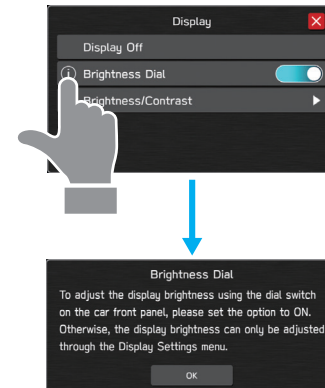 Display
Display Off
Brightness Dial
Brightness/Contrast
Brightness Dial
To adjust the display brightness using the dial switch
on the car front panel, please set the option to ON.
Otherwise, the display brightness can only be adjusted
through the Display Settings menu.
OK